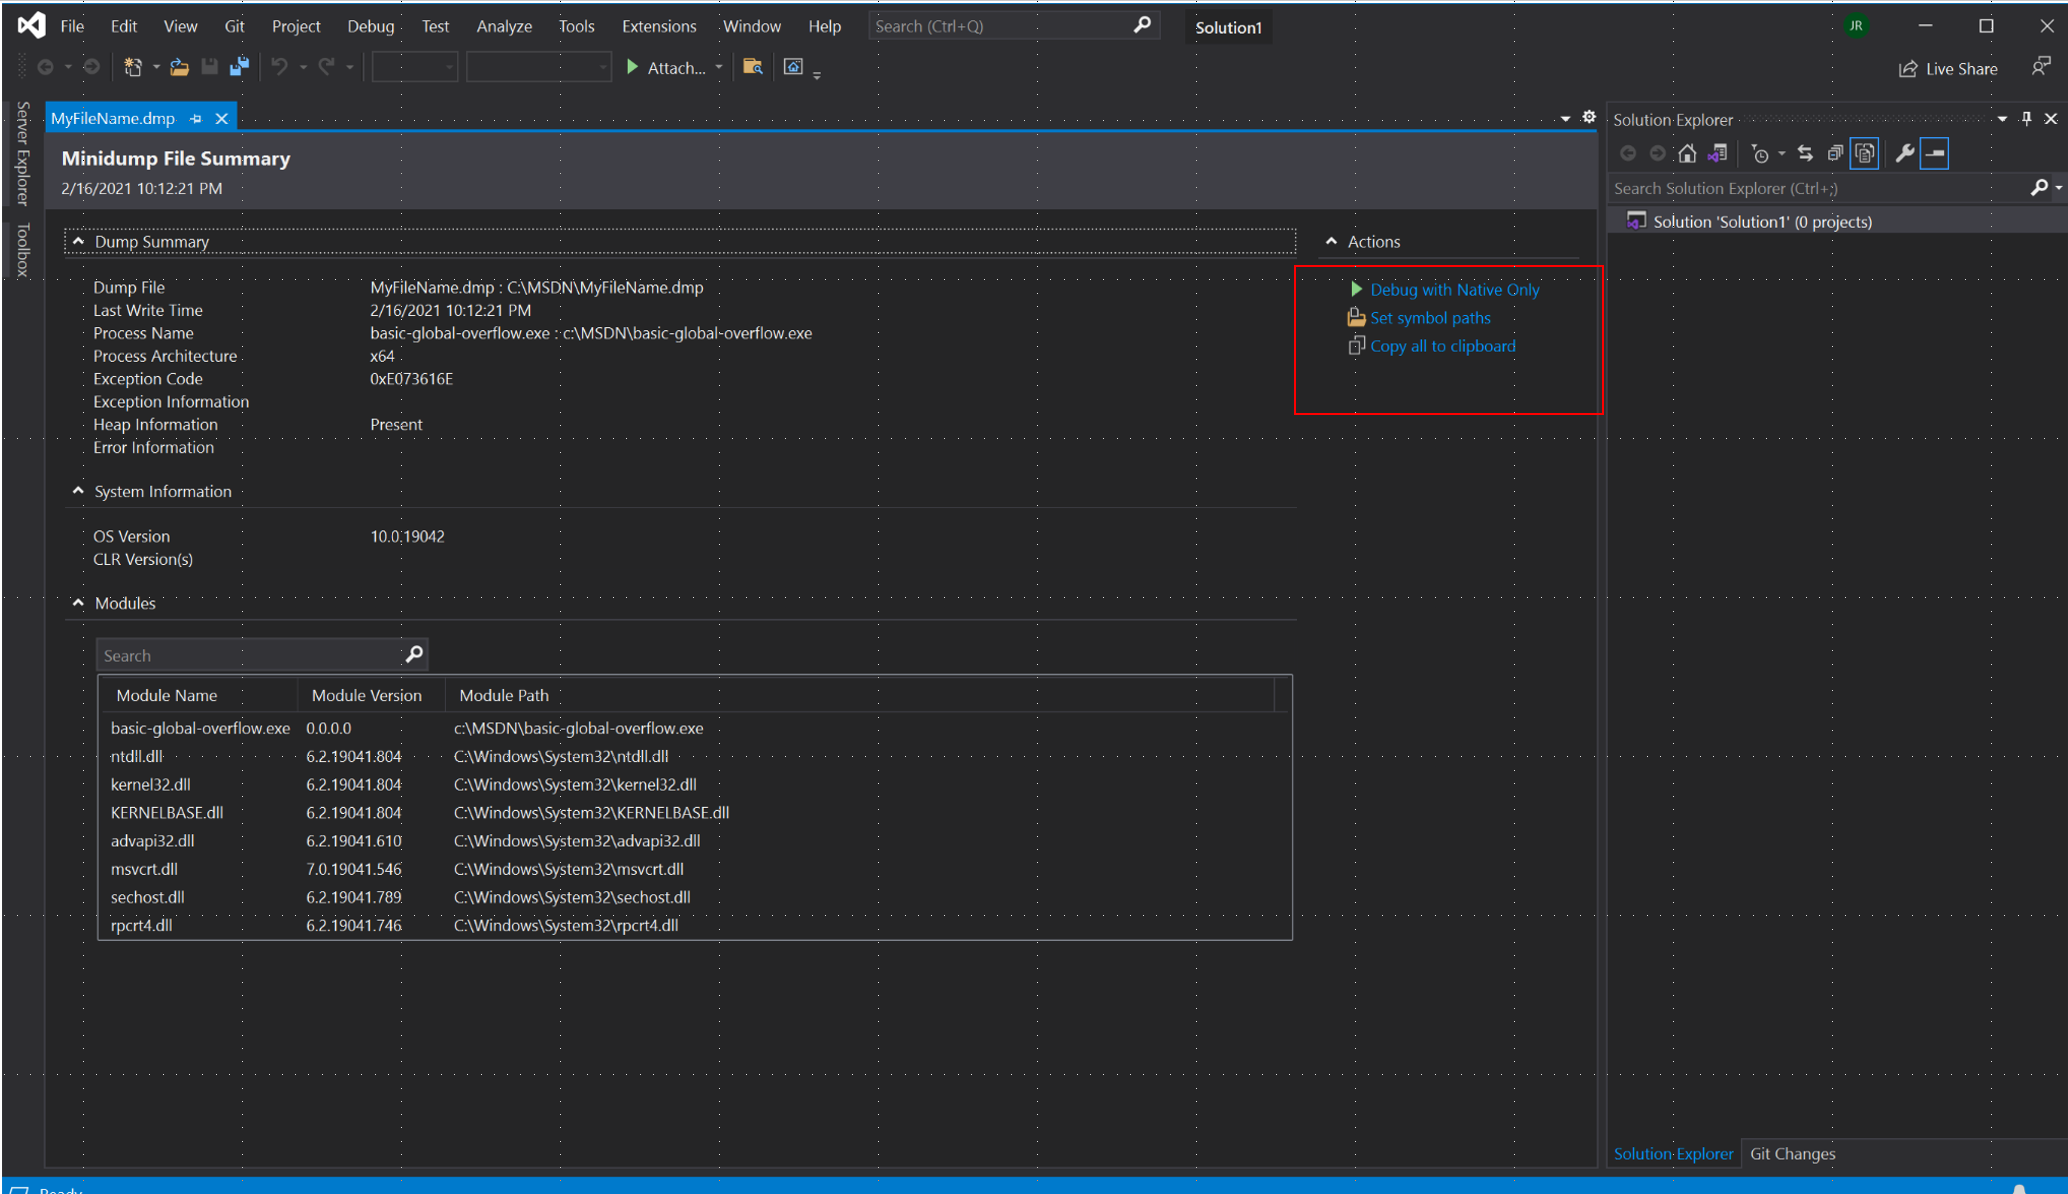 File Edit View Git Project Debug Test Analyze Tools Extensions Window Help Search (Ctrl+Q) Solution1 JR
Attach... Live Share
Server Explorer
Toolbox
MyFileName.dmp
Minidump File Summary
2/16/2021 10:12:21 PM
Dump Summary
Dump File MyFileName.dmp : C:\MSDN\MyFileName.dmp
Last Write Time 2/16/2021 10:12:21 PM
Process Name basic-global-overflow.exe : c:\MSDN\basic-global-overflow.exe
Process Architecture x64
Exception Code 0xE073616E
Exception Information
Heap Information Present
Error Information
System Information
OS Version 10.0.19042
CLR Version(s)
Modules
Search
Module Name Module Version Module Path
basic-global-overflow.exe 0.0.0.0 c:\MSDN\basic-global-overflow.exe
ntdll.dll 6.2.19041.804 C:\Windows\System32\ntdll.dll
kernel32.dll 6.2.19041.804 C:\Windows\System32\kernel32.dll
KERNELBASE.dll 6.2.19041.804 C:\Windows\System32\KERNELBASE.dll
advapi32.dll 6.2.19041.610 C:\Windows\System32\advapi32.dll
msvcrt.dll 7.0.19041.546 C:\Windows\System32\msvcrt.dll
sechost.dll 6.2.19041.789 C:\Windows\System32\sechost.dll
rpcrt4.dll 6.2.19041.746 C:\Windows\System32\rpcrt4.dll
Actions
Debug with Native Only
Set symbol paths
Copy all to clipboard
Solution Explorer
Search Solution Explorer (Ctrl+;)
Solution 'Solution1' (0 projects)
Solution Explorer Git Changes
Ready